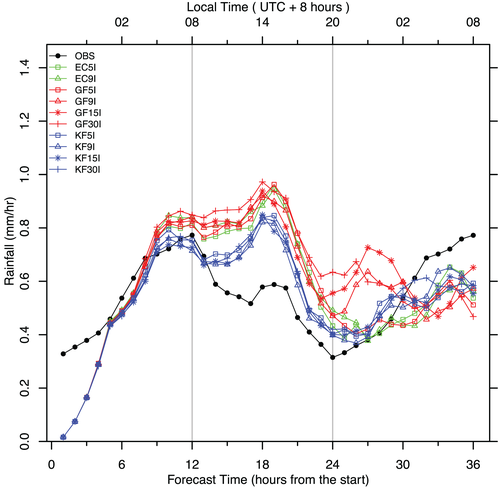 Local Time ( UTC + 8 hours )
02 08 14 20 02 08
OBS
EC5I
EC9I
GF5I
GF9I
GF15I
GF30I
KF5I
KF9I
KF15I
KF30I
Rainfall (mm/hr)
1.4
1.2
1.0
0.8
0.6
0.4
0.2
0.0
0 6 12 18 24 30 36
Forecast Time (hours from the start)